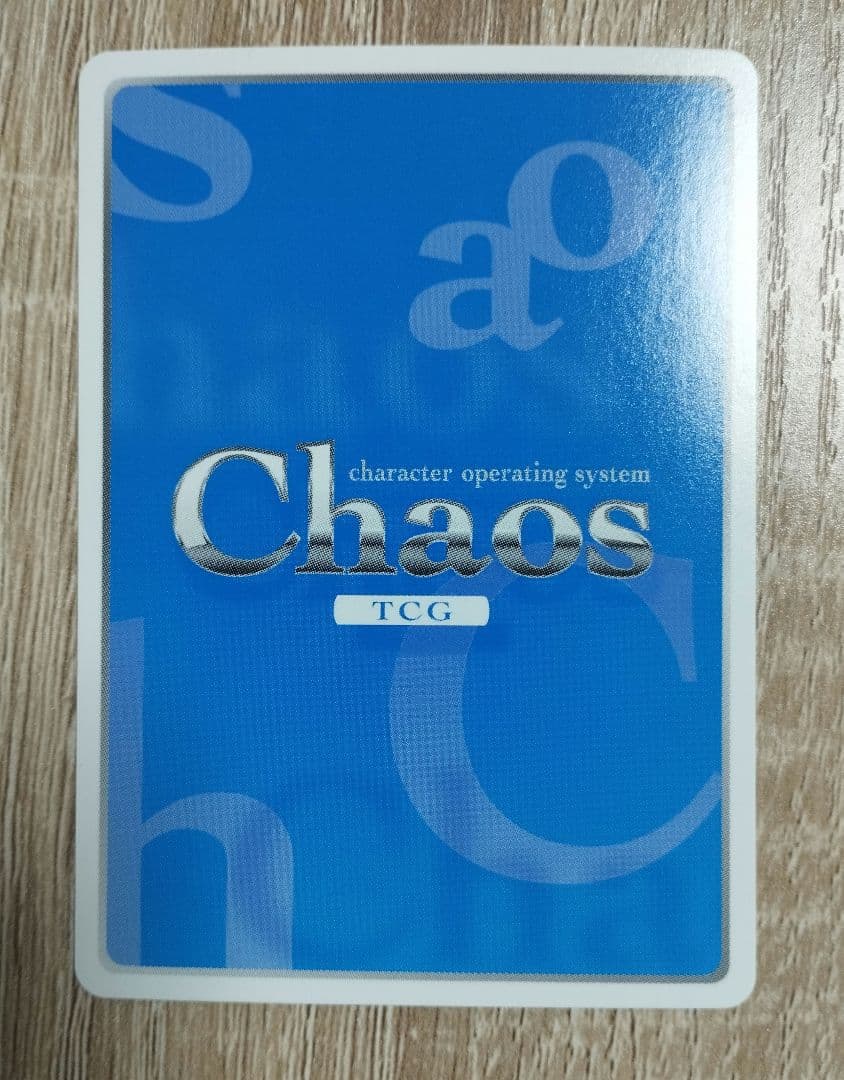 s
o
a
character operating system
Chaos
TCG
C
h